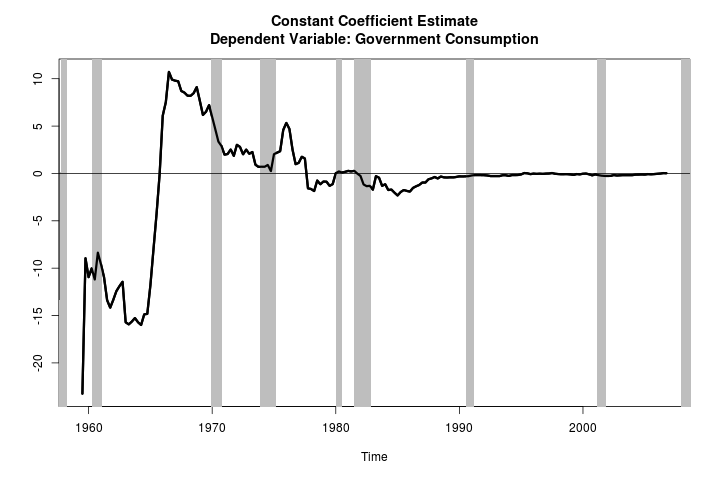 Constant Coefficient Estimate
Dependent Variable: Government Consumption
10
5
0
-5
-10
-15
-20
1960 1970 1980 1990 2000
Time